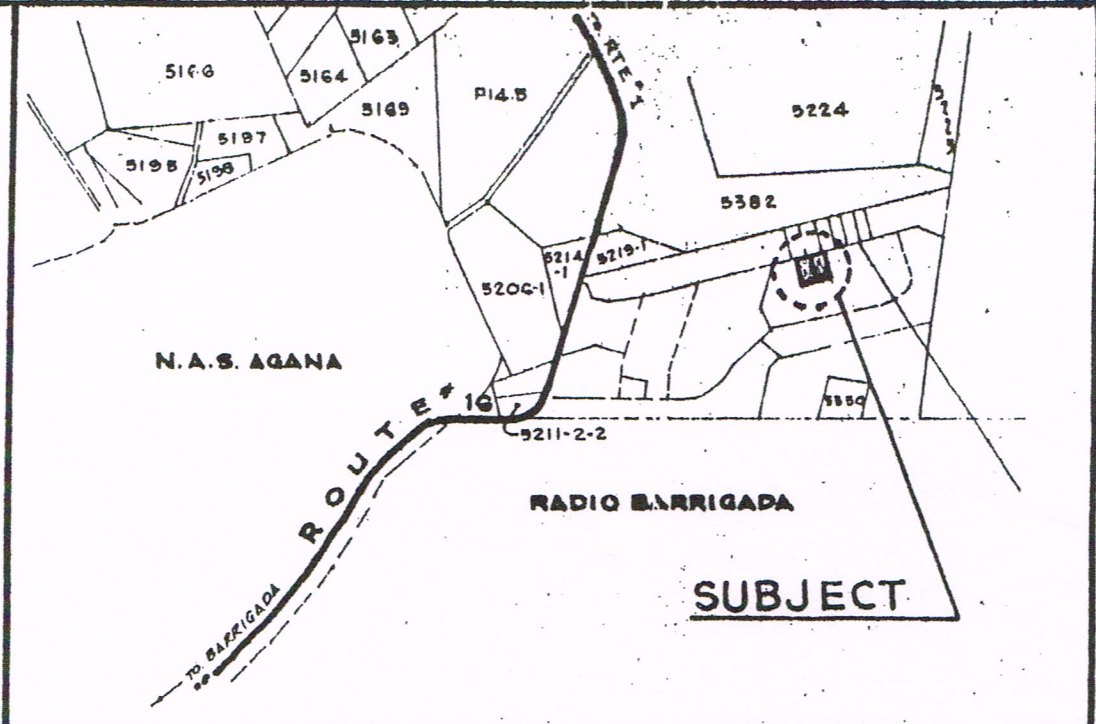 5163
5166
5164
P14.5
RTE # 1
5224
5169
5197
5195
5198
5382
5214
-1
5219-1
5206-1
N.A.S. AGANA
ROUTE # 16
5350
5211-2-2
RADIO BARRIGADA
SUBJECT
TO BARRIGADA